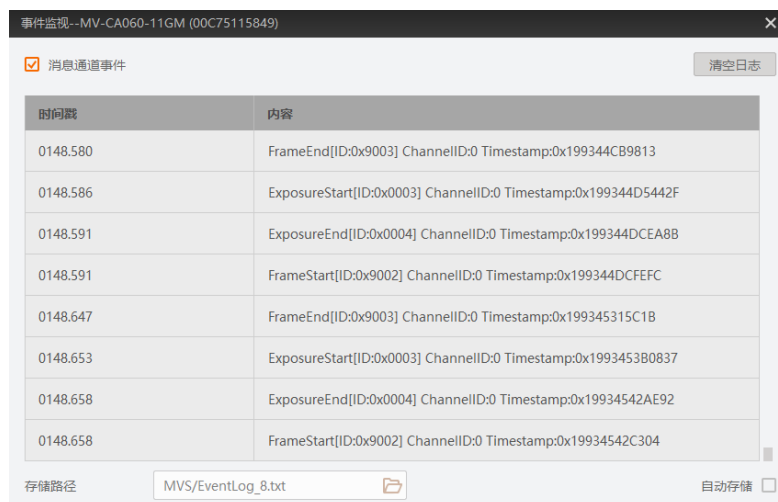 事件监视--MV-CA060-11GM (00C75115849)
消息通道事件 清空日志
时间戳 内容
0148.580 FrameEnd[ID:0x9003] ChannelID:0 Timestamp:0x199344CB9813
0148.586 ExposureStart[ID:0x0003] ChannelID:0 Timestamp:0x199344D5442F
0148.591 ExposureEnd[ID:0x0004] ChannelID:0 Timestamp:0x199344DCEA8B
0148.591 FrameStart[ID:0x9002] ChannelID:0 Timestamp:0x199344DCFEFC
0148.647 FrameEnd[ID:0x9003] ChannelID:0 Timestamp:0x199345315C1B
0148.653 ExposureStart[ID:0x0003] ChannelID:0 Timestamp:0x1993453B0837
0148.658 ExposureEnd[ID:0x0004] ChannelID:0 Timestamp:0x19934542AE92
0148.658 FrameStart[ID:0x9002] ChannelID:0 Timestamp:0x19934542C304
存储路径 MVS/EventLog_8.txt 自动存储